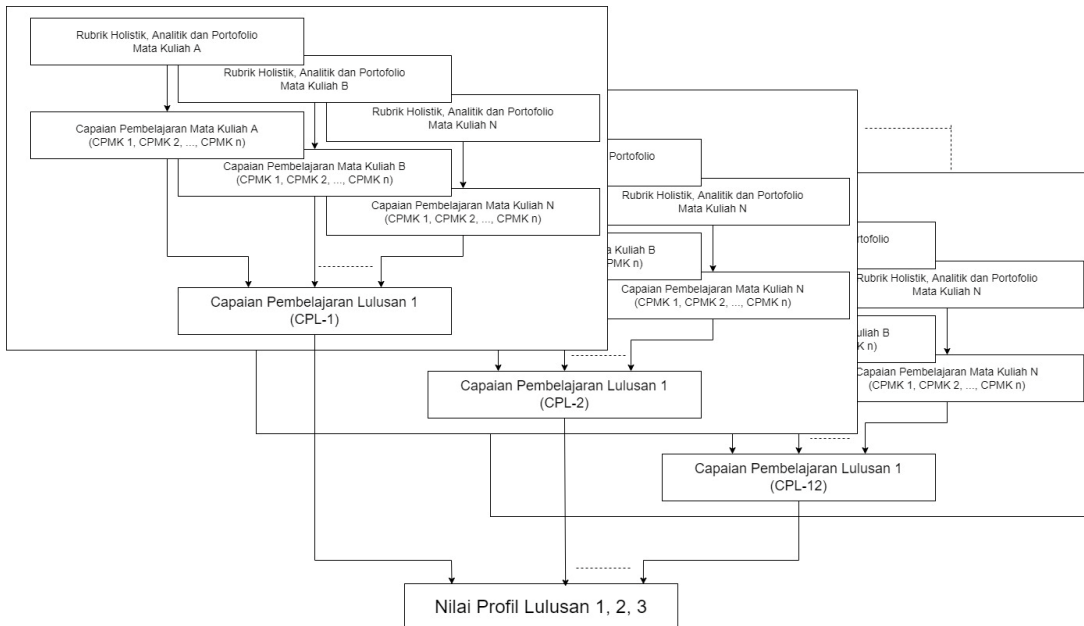 Rubrik Holistik, Analitik dan Portofolio
Mata Kuliah A
Rubrik Holistik, Analitik dan Portofolio
Mata Kuliah B
Rubrik Holistik, Analitik dan Portofolio
Mata Kuliah N
Capaian Pembelajaran Mata Kuliah A
(CPMK 1, CPMK 2, ..., CPMK n)
Capaian Pembelajaran Mata Kuliah B
(CPMK 1, CPMK 2, ..., CPMK n)
Capaian Pembelajaran Mata Kuliah N
(CPMK 1, CPMK 2, ..., CPMK n)
Capaian Pembelajaran Lulusan 1
(CPL-1)
Portofolio
Rubrik Holistik, Analitik dan Portofolio
Mata Kuliah N
Kuliah B
PMK n)
Capaian Pembelajaran Mata Kuliah N
(CPMK 1, CPMK 2, ..., CPMK n)
Capaian Pembelajaran Lulusan 1
(CPL-2)
rtofolio
Rubrik Holistik, Analitik dan Portofolio
Mata Kuliah N
uliah B
K n)
Capaian Pembelajaran Mata Kuliah N
(CPMK 1, CPMK 2, ..., CPMK n)
Capaian Pembelajaran Lulusan 1
(CPL-12)
Nilai Profil Lulusan 1, 2, 3